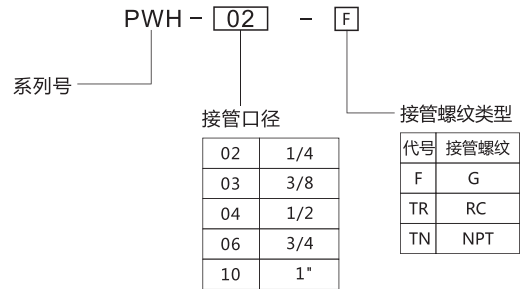 PWH - 02 - F
系列号
接管口径
02 1/4
03 3/8
04 1/2
06 3/4
10 1"
接管螺纹类型
代号 接管螺纹
F G
TR RC
TN NPT